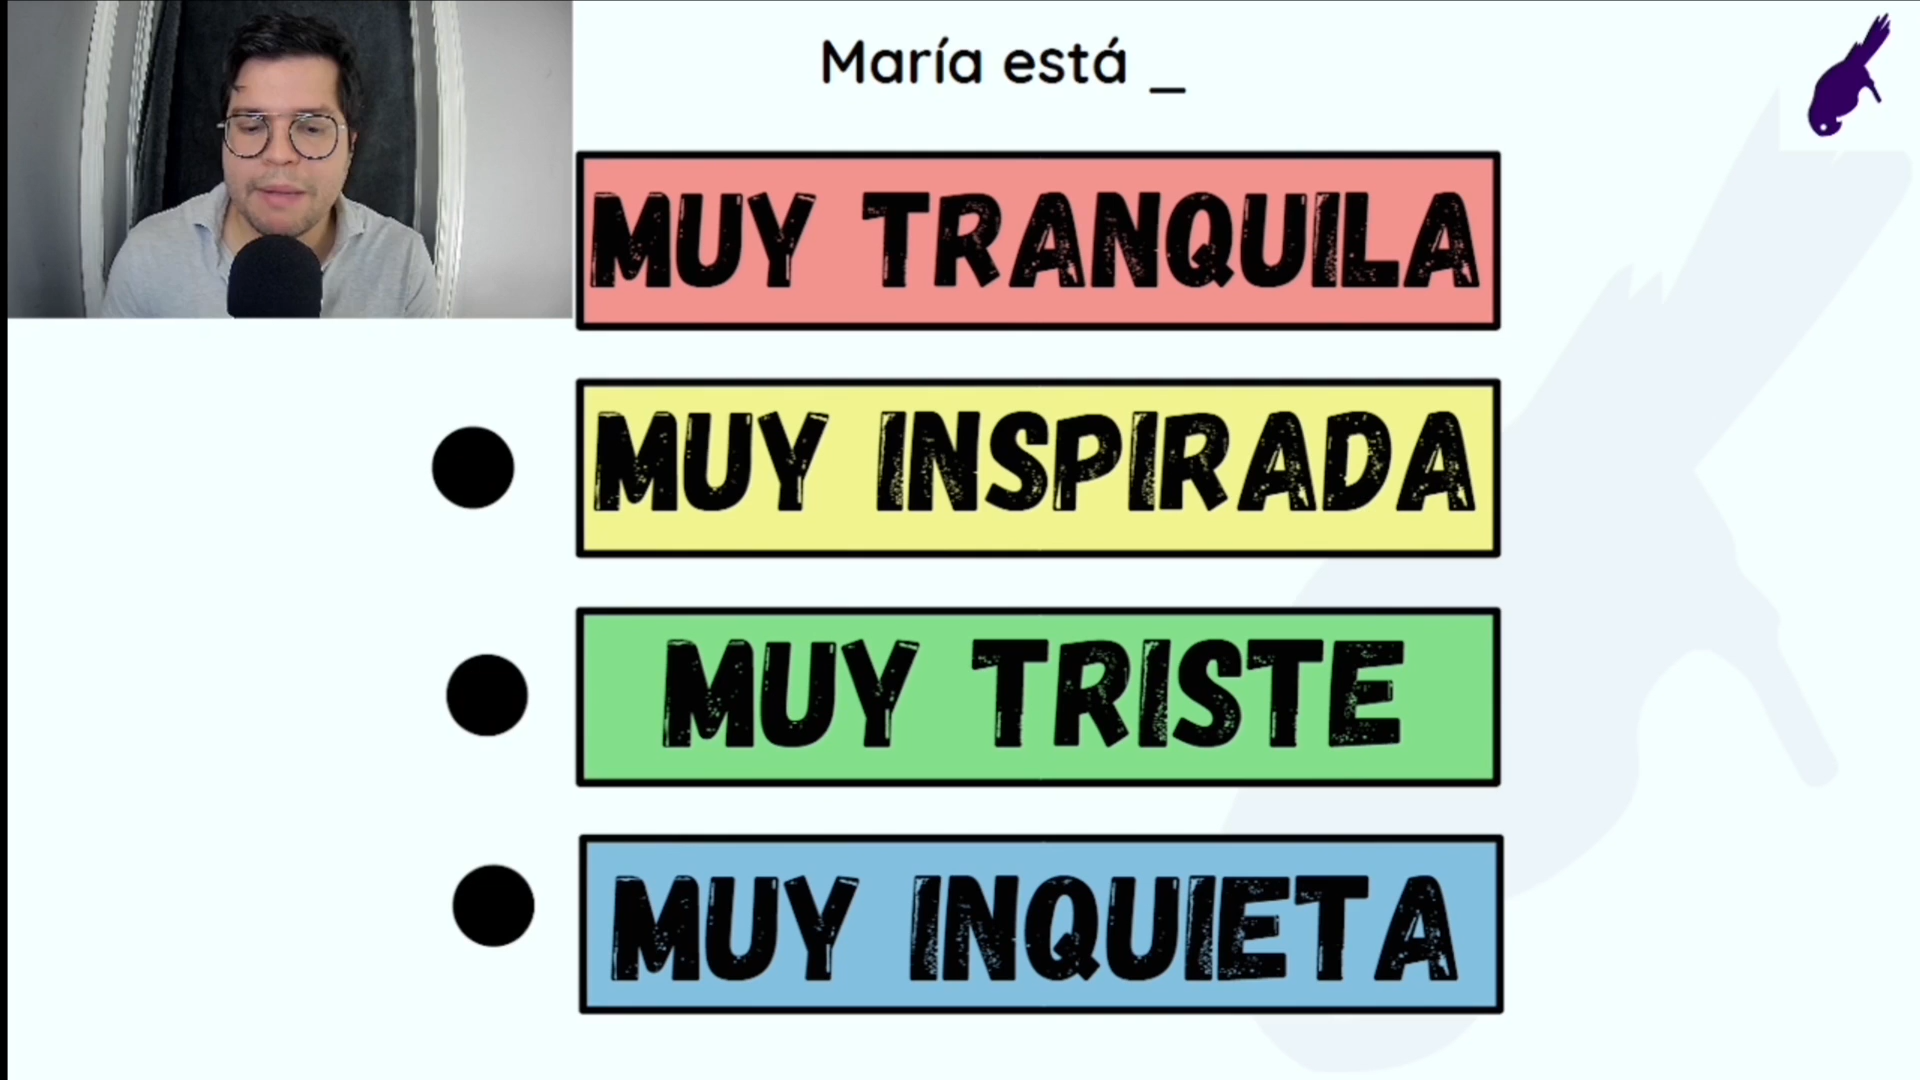 María está _
MUY TRANQUILA
MUY INSPIRADA
MUY TRISTE
MUY INQUIETA